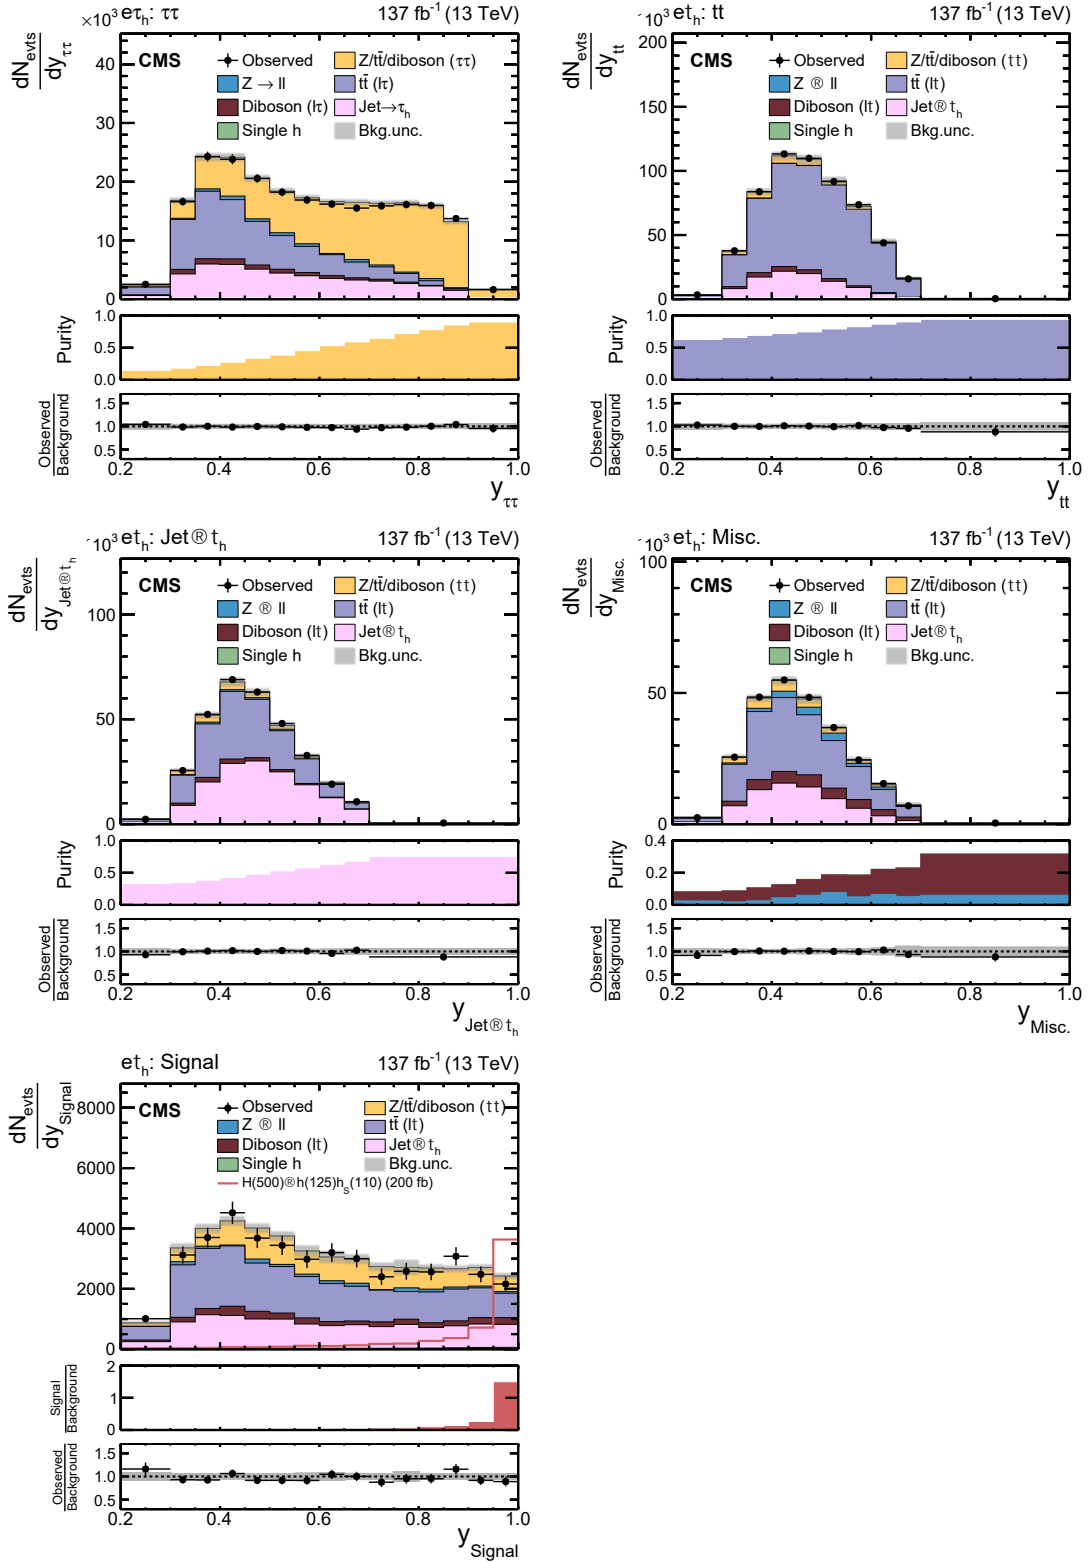 ×10³ eτh: ττ 137 fb⁻¹ (13 TeV)
dNevts
dyττ
CMS Observed Z/tt̄/diboson (ττ)
Z → ll tt̄ (lτ)
Diboson (lτ) Jet→τh
Single h Bkg.unc.
40
30
20
10
0
Purity
1.0
0.5
0.0
Observed
Background
1.5
1.0
0.5
0.2 0.4 0.6 0.8 1.0
yττ
´10³ eth: tt 137 fb⁻¹ (13 TeV)
dNevts
dytt
CMS Observed Z/tt̄/diboson (tt)
Z ® ll tt̄ (lt)
Diboson (lt) Jet®th
Single h Bkg.unc.
200
150
100
50
0
Purity
1.0
0.5
0.0
Observed
Background
1.5
1.0
0.5
0.2 0.4 0.6 0.8 1.0
ytt
´10³ eth: Jet®th 137 fb⁻¹ (13 TeV)
dNevts
dyJet®th
CMS Observed Z/tt̄/diboson (tt)
Z ® ll tt̄ (lt)
Diboson (lt) Jet®th
Single h Bkg.unc.
100
50
0
Purity
1.0
0.5
0.0
Observed
Background
1.5
1.0
0.5
0.2 0.4 0.6 0.8 1.0
yJet®th
´10³ eth: Misc. 137 fb⁻¹ (13 TeV)
dNevts
dyMisc.
CMS Observed Z/tt̄/diboson (tt)
Z ® ll tt̄ (lt)
Diboson (lt) Jet®th
Single h Bkg.unc.
100
50
0
Purity
0.4
0.2
0.0
Observed
Background
1.5
1.0
0.5
0.2 0.4 0.6 0.8 1.0
yMisc.
eth: Signal 137 fb⁻¹ (13 TeV)
dNevts
dySignal
CMS Observed Z/tt̄/diboson (tt)
Z ® ll tt̄ (lt)
Diboson (lt) Jet®th
Single h Bkg.unc.
H(500)®h(125)hS(110) (200 fb)
8000
6000
4000
2000
0
Signal
Background
2
1
0
Observed
Background
1.5
1.0
0.5
0.2 0.4 0.6 0.8 1.0
ySignal